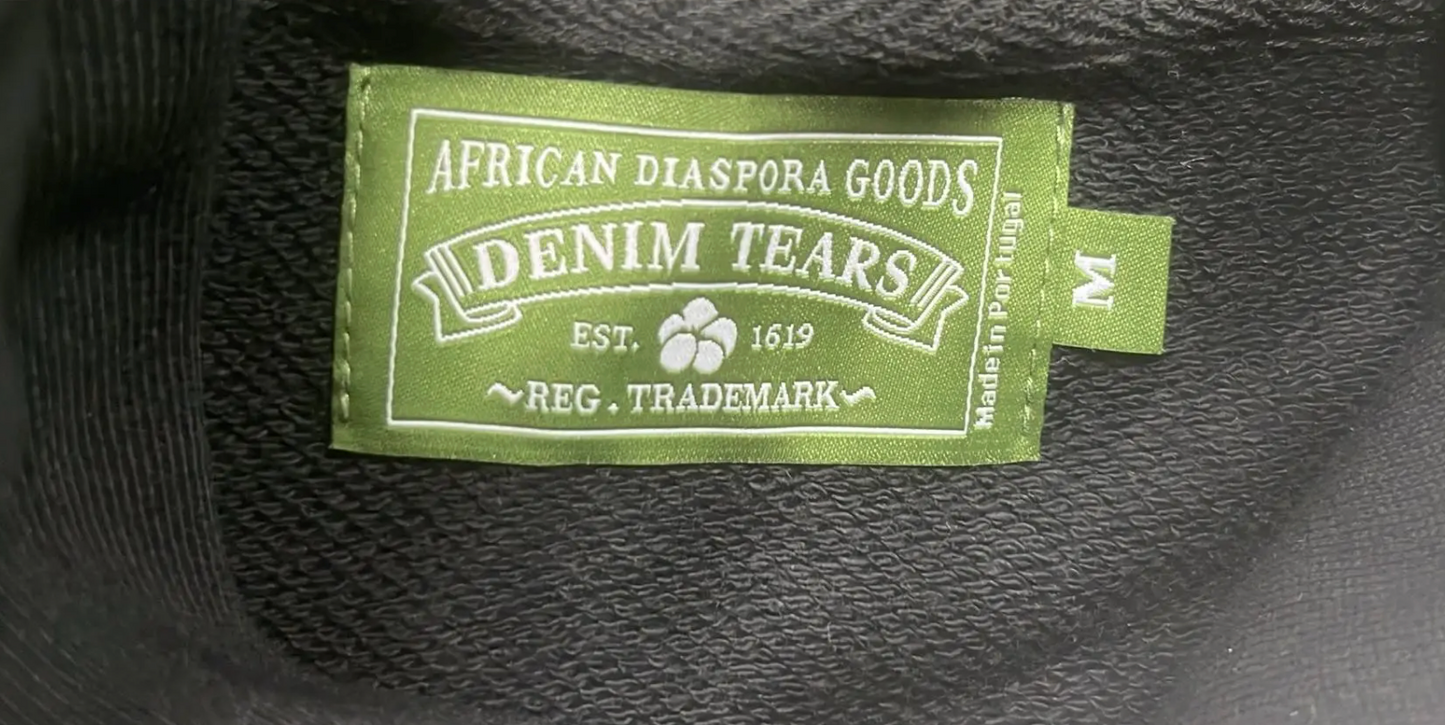 AFRICAN DIASPORA GOODS
DENIM TEARS
EST. 1619
~REG. TRADEMARK~
Made in Portugal
M